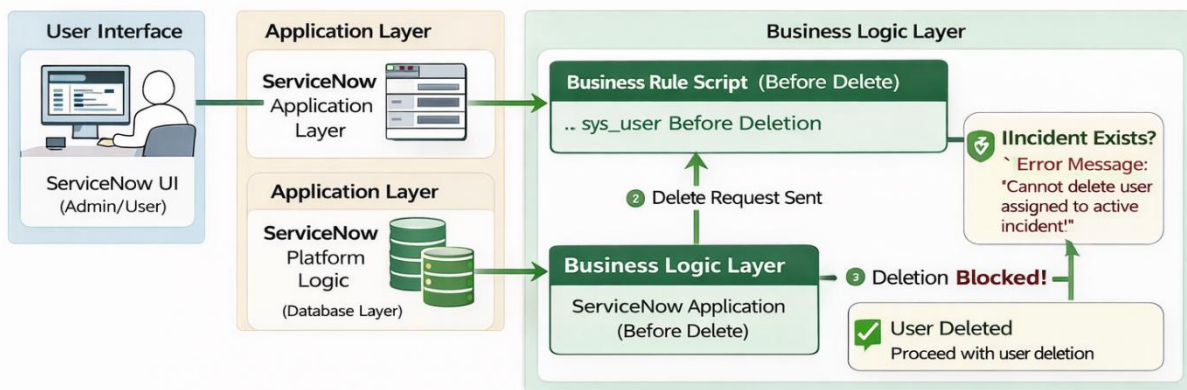 User Interface
ServiceNow UI
(Admin/User)
Application Layer
ServiceNow
Application
Layer
Application Layer
ServiceNow
Platform
Logic
(Database Layer)
Business Logic Layer
Business Rule Script (Before Delete)
.. sys_user Before Deletion
2 Delete Request Sent
Business Logic Layer
ServiceNow Application
(Before Delete)
IIncident Exists?
` Error Message:
"Cannot delete user
assigned to active
incident!"
3 Deletion Blocked!
User Deleted
Proceed with user deletion